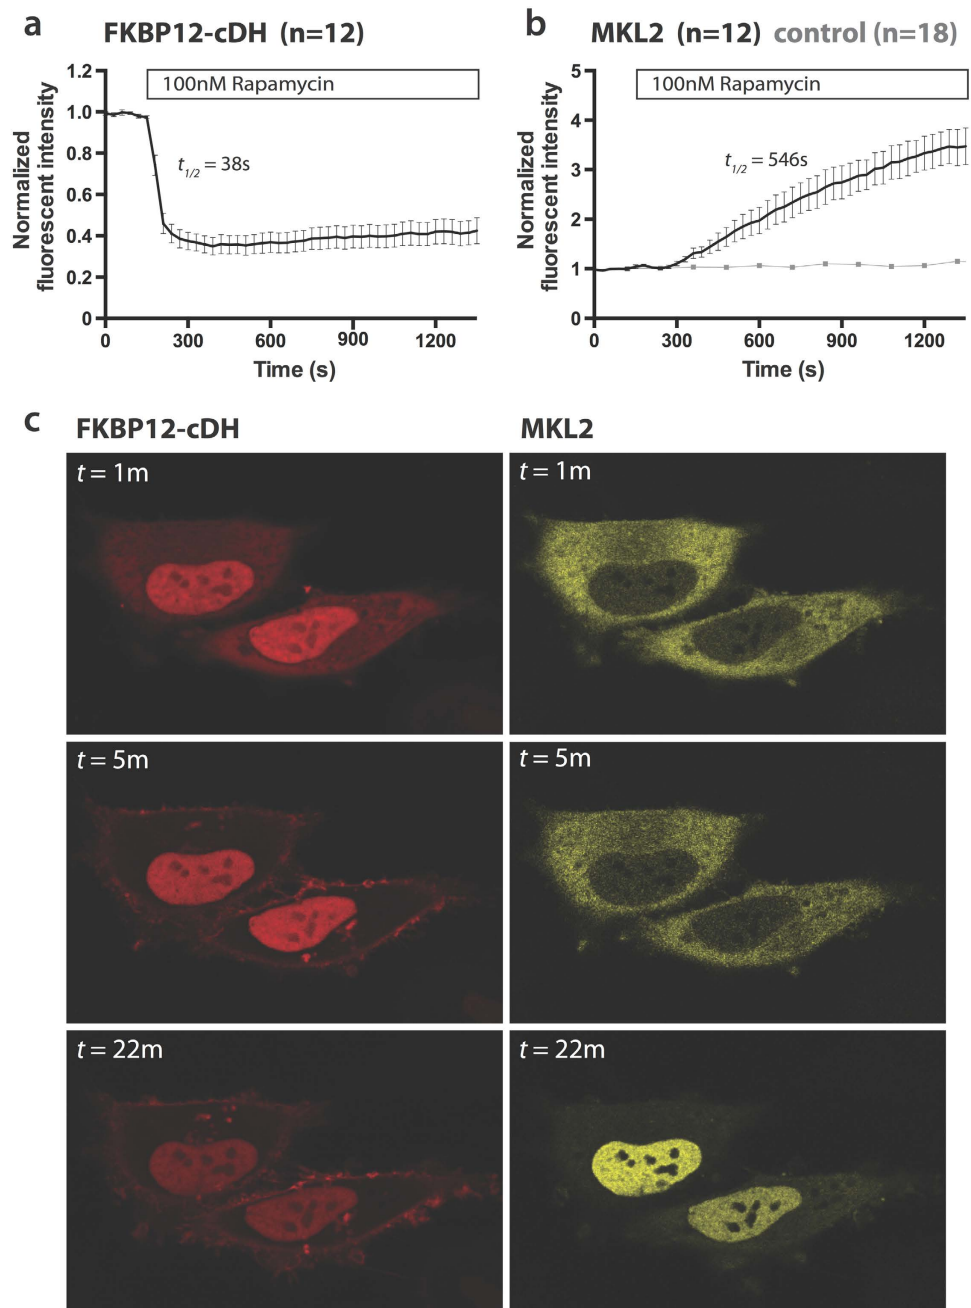 a FKBP12-cDH (n=12)
100nM Rapamycin
Normalized
fluorescent intensity
1.2
1.0
0.8
0.6
0.4
0.2
0
t1/2 = 38s
0 300 600 900 1200
Time (s)
b MKL2 (n=12) control (n=18)
100nM Rapamycin
Normalized
fluorescent intensity
5
4
3
2
1
0
t1/2 = 546s
0 300 600 900 1200
Time (s)
c FKBP12-cDH MKL2
t = 1m t = 1m
t = 5m t = 5m
t = 22m t = 22m